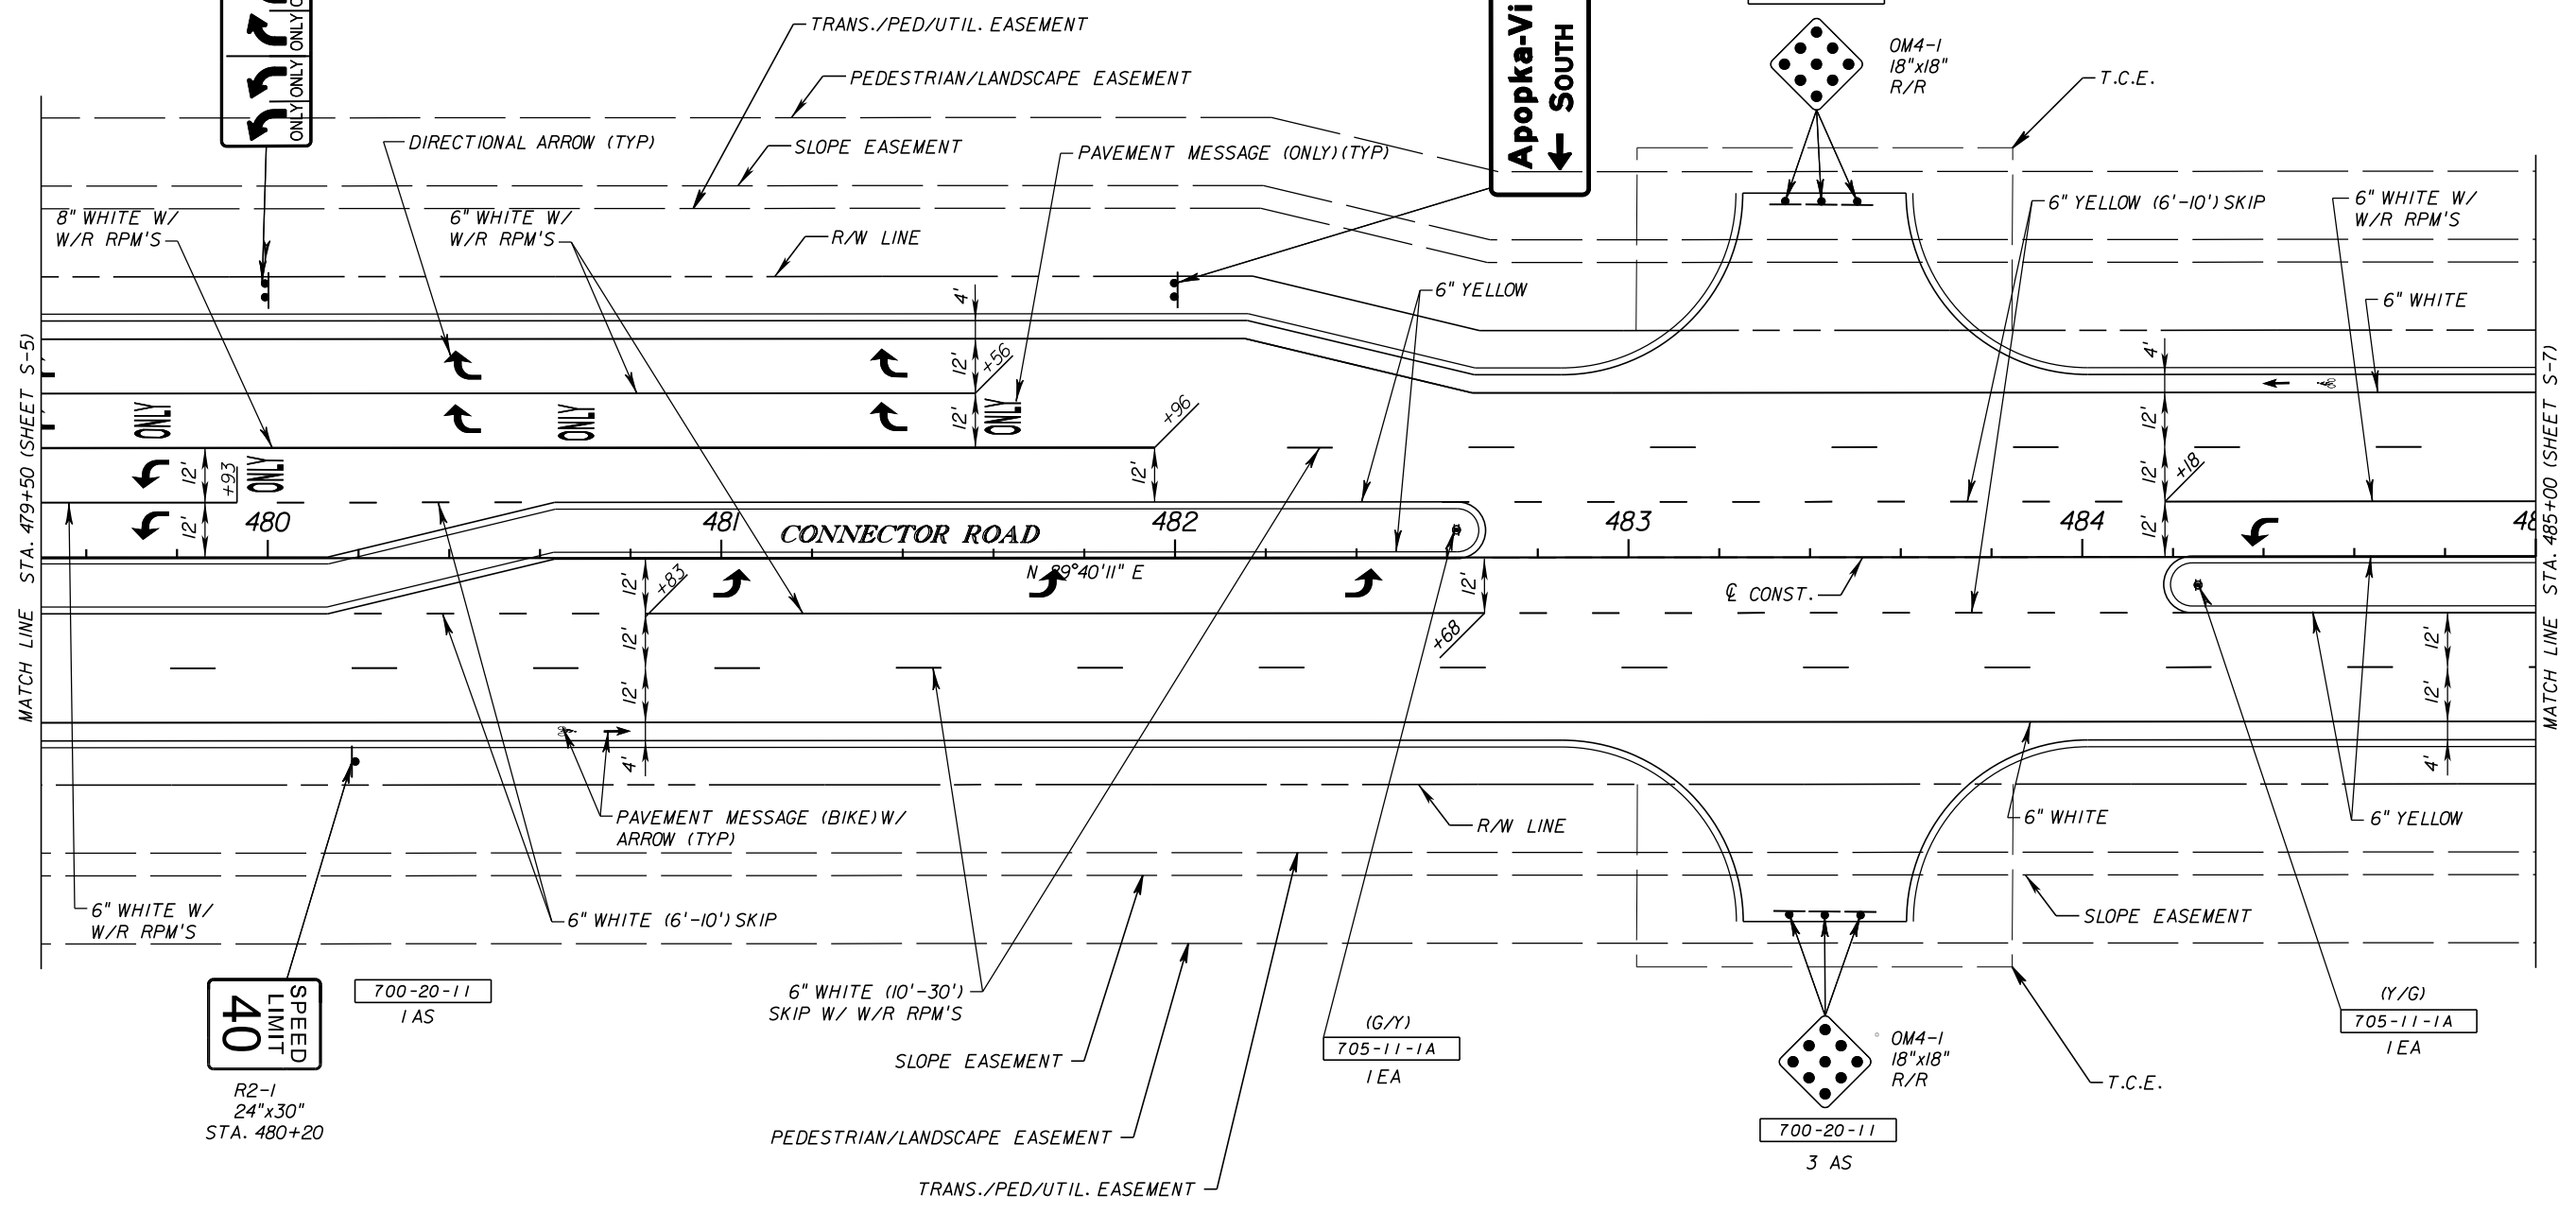 ONLY
ONLY
ONLY
TRANS./PED/UTIL. EASEMENT
PEDESTRIAN/LANDSCAPE EASEMENT
Apopka-Vi
SOUTH
OM4-1
18"x18"
R/R
T.C.E.
DIRECTIONAL ARROW (TYP)
SLOPE EASEMENT
PAVEMENT MESSAGE (ONLY)(TYP)
8" WHITE W/
W/R RPM'S
6" WHITE W/
W/R RPM'S
R/W LINE
6" YELLOW (6'-10') SKIP
6" WHITE W/
W/R RPM'S
6" YELLOW
6" WHITE
4'
12'
+56
12'
4'
12'
12'
+18
ONLY
ONLY
ONLY
+96
12'
12'
+93
ONLY
12'
MATCH LINE STA. 479+50 (SHEET S-5)
MATCH LINE STA. 485+00 (SHEET S-7)
480
481
CONNECTOR ROAD
482
483
484
48
N 89°40'11" E
12'
+83
12'
12'
4'
12'
+68
℄ CONST.
12'
12'
4'
PAVEMENT MESSAGE (BIKE) W/
ARROW (TYP)
R/W LINE
6" WHITE
6" YELLOW
6" WHITE W/
W/R RPM'S
6" WHITE (6'-10') SKIP
SLOPE EASEMENT
SPEED
LIMIT
40
700-20-11
1 AS
R2-1
24"x30"
STA. 480+20
6" WHITE (10'-30')
SKIP W/ W/R RPM'S
SLOPE EASEMENT
(G/Y)
705-11-1A
1 EA
OM4-1
18"x18"
R/R
(Y/G)
705-11-1A
1 EA
T.C.E.
PEDESTRIAN/LANDSCAPE EASEMENT
700-20-11
3 AS
TRANS./PED/UTIL. EASEMENT